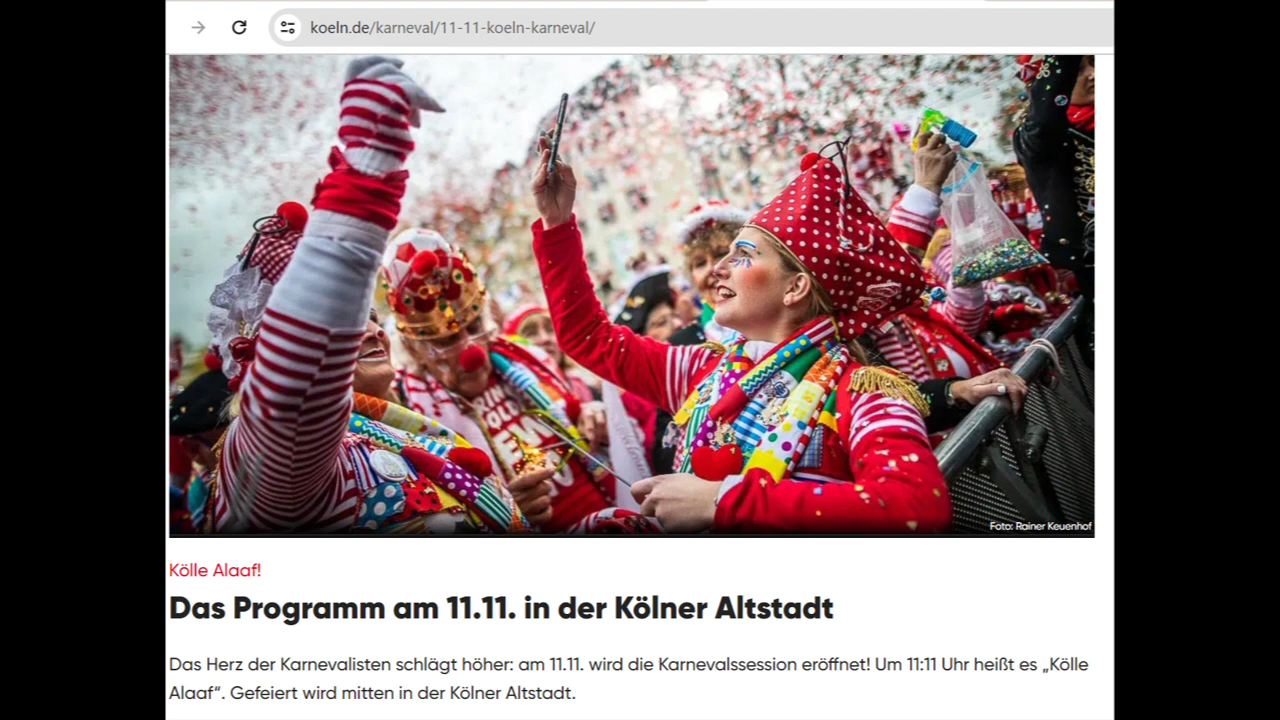 koeln.de/karneval/11-11-koeln-karneval/
Foto: Rainer Keuenhof
Kölle Alaaf!
Das Programm am 11.11. in der Kölner Altstadt
Das Herz der Karnevalisten schlägt höher: am 11.11. wird die Karnevalssession eröffnet! Um 11:11 Uhr heißt es „Kölle
Alaaf“. Gefeiert wird mitten in der Kölner Altstadt.